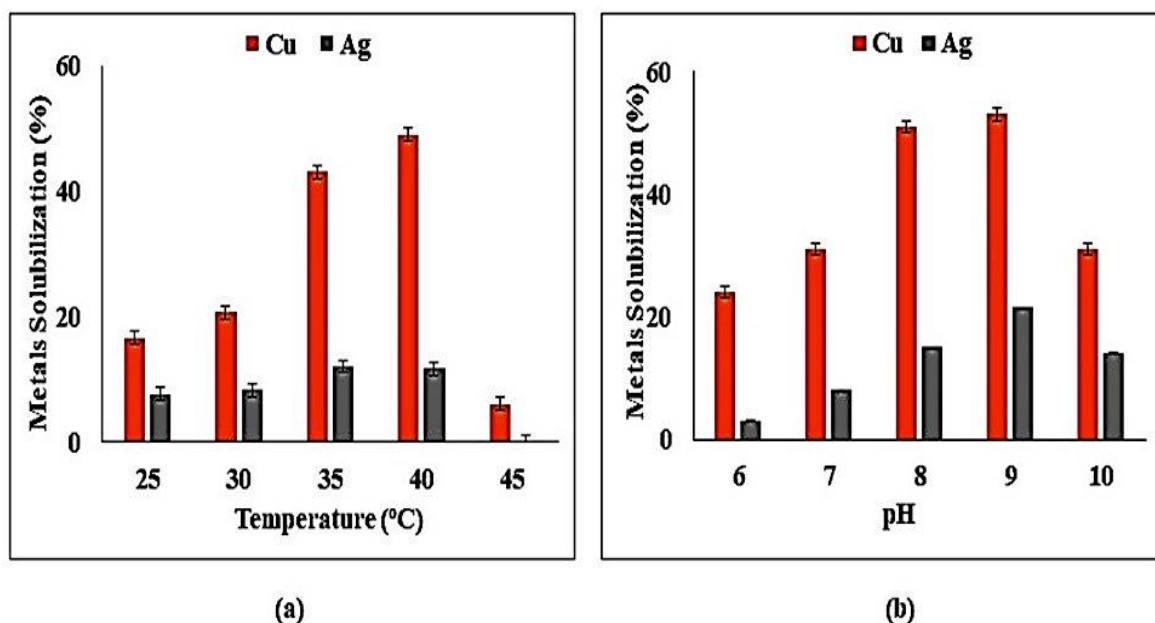 Cu Ag
60
40
20
0
Metals Solubilization (%)
25 30 35 40 45
Temperature (ºC)
(a)
Cu Ag
60
40
20
0
Metals Solubilization (%)
6 7 8 9 10
pH
(b)